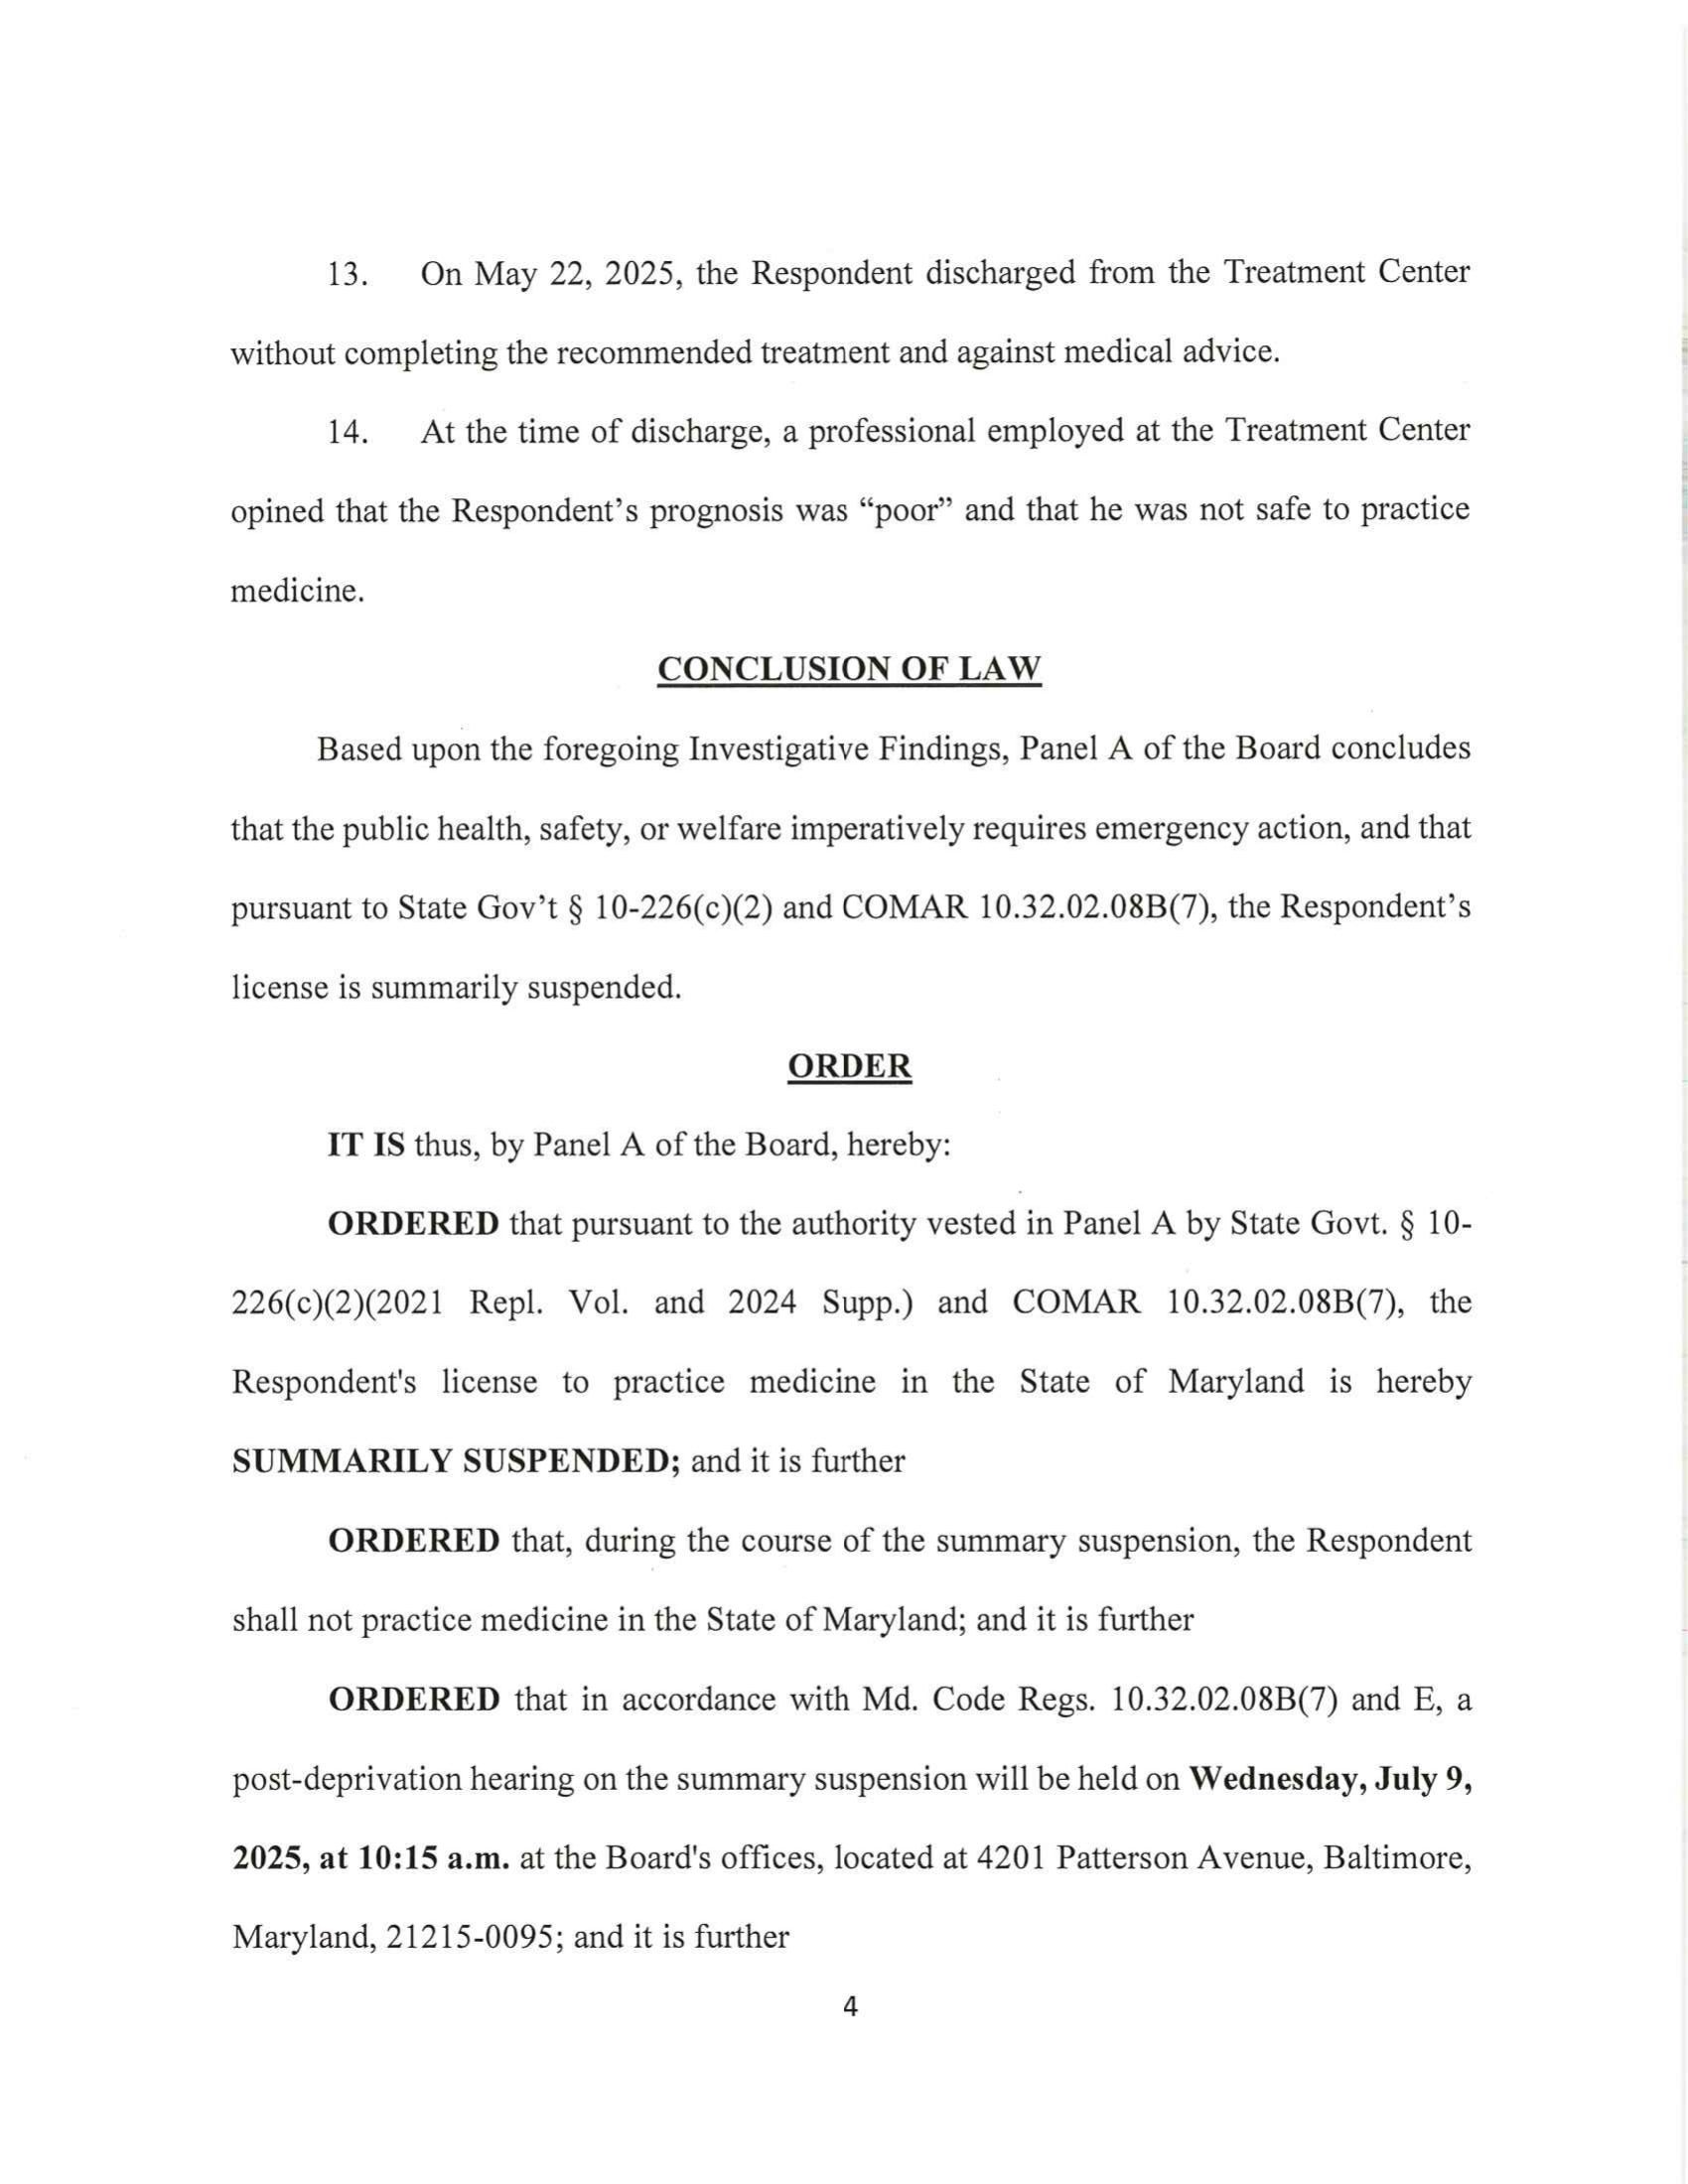 13. On May 22, 2025, the Respondent discharged from the Treatment Center
without completing the recommended treatment and against medical advice.
14. At the time of discharge, a professional employed at the Treatment Center
opined that the Respondent’s prognosis was “poor” and that he was not safe to practice
medicine.
CONCLUSION OF LAW
Based upon the foregoing Investigative Findings, Panel A of the Board concludes
that the public health, safety, or welfare imperatively requires emergency action, and that
pursuant to State Gov’t § 10-226(c)(2) and COMAR 10.32.02.08B(7), the Respondent’s
license is summarily suspended.
ORDER
IT IS thus, by Panel A of the Board, hereby:
ORDERED that pursuant to the authority vested in Panel A by State Govt. § 10-
226(c)(2)(2021 Repl. Vol. and 2024 Supp.) and COMAR 10.32.02.08B(7), the
Respondent's license to practice medicine in the State of Maryland is hereby
SUMMARILY SUSPENDED; and it is further
ORDERED that, during the course of the summary suspension, the Respondent
shall not practice medicine in the State of Maryland; and it is further
ORDERED that in accordance with Md. Code Regs. 10.32.02.08B(7) and E, a
post-deprivation hearing on the summary suspension will be held on Wednesday, July 9,
2025, at 10:15 a.m. at the Board's offices, located at 4201 Patterson Avenue, Baltimore,
Maryland, 21215-0095; and it is further
4